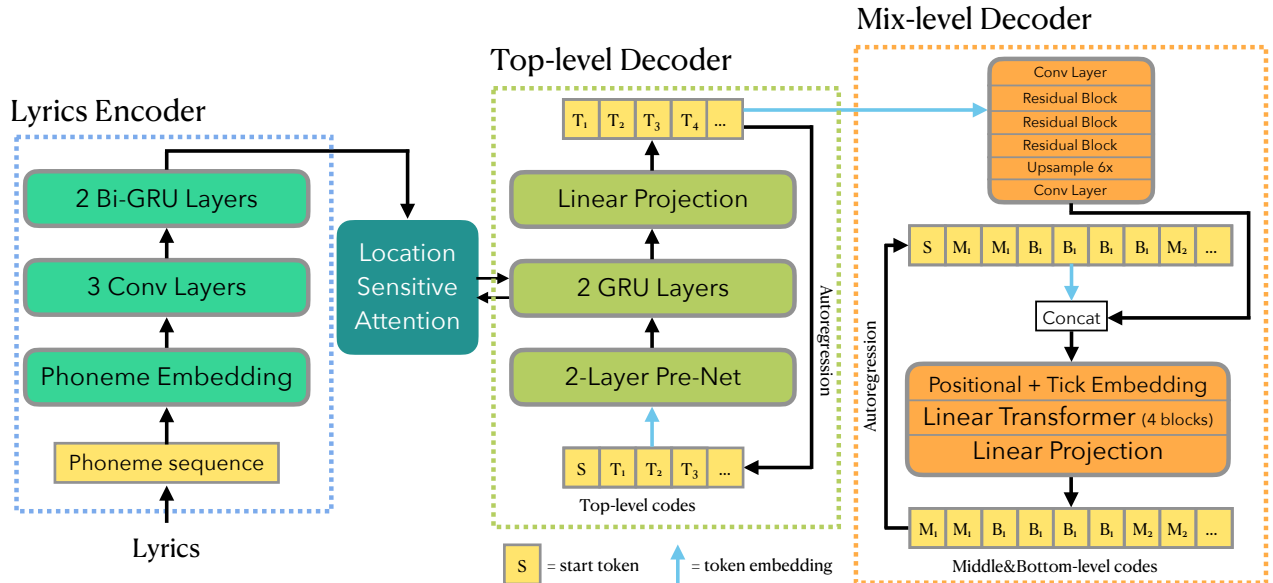 Lyrics Encoder
2 Bi-GRU Layers
3 Conv Layers
Phoneme Embedding
Phoneme sequence
Lyrics
Location
Sensitive
Attention
Top-level Decoder
T₁ T₂ T₃ T₄ ...
Linear Projection
2 GRU Layers
2-Layer Pre-Net
S T₁ T₂ T₃ ...
Top-level codes
Autoregression
S = start token
= token embedding
Mix-level Decoder
Conv Layer
Residual Block
Residual Block
Residual Block
Upsample 6x
Conv Layer
S M₁ M₁ B₁ B₁ B₁ B₁ M₂ ...
Concat
Autoregression
Positional + Tick Embedding
Linear Transformer (4 blocks)
Linear Projection
M₁ M₁ B₁ B₁ B₁ B₁ M₂ M₂ ...
Middle&Bottom-level codes